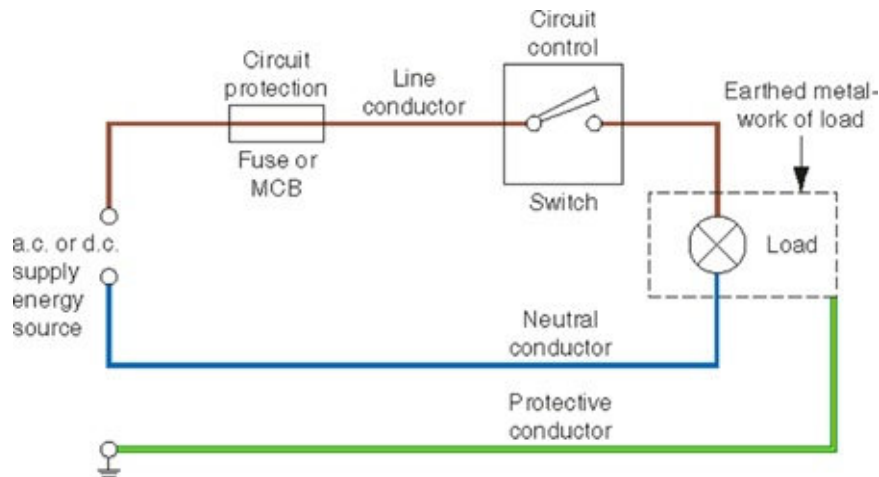 Circuit
control
Circuit
protection
Line
conductor
Earthed metal-
work of load
Fuse or
MCB
Switch
Load
a.c. or d.c.
supply
energy
source
Neutral
conductor
Protective
conductor